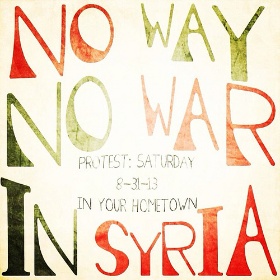 NO WAY
NO WAR
PROTEST: SATURDAY
8-31-13
IN YOUR HOMETOWN
IN SYRIA